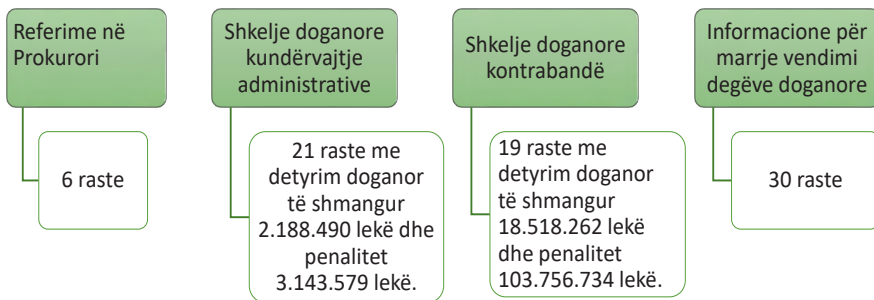 Referime në
Prokurori
6 raste
Shkelje doganore
kundërvajtje
administrative
21 raste me
detyrim doganor
të shmangur
2.188.490 lekë dhe
penalitet
3.143.579 lekë.
Shkelje doganore
kontrabandë
19 raste me
detyrim doganor
të shmangur
18.518.262 lekë
dhe penalitet
103.756.734 lekë.
Informacione për
marrje vendimi
degëve doganore
30 raste